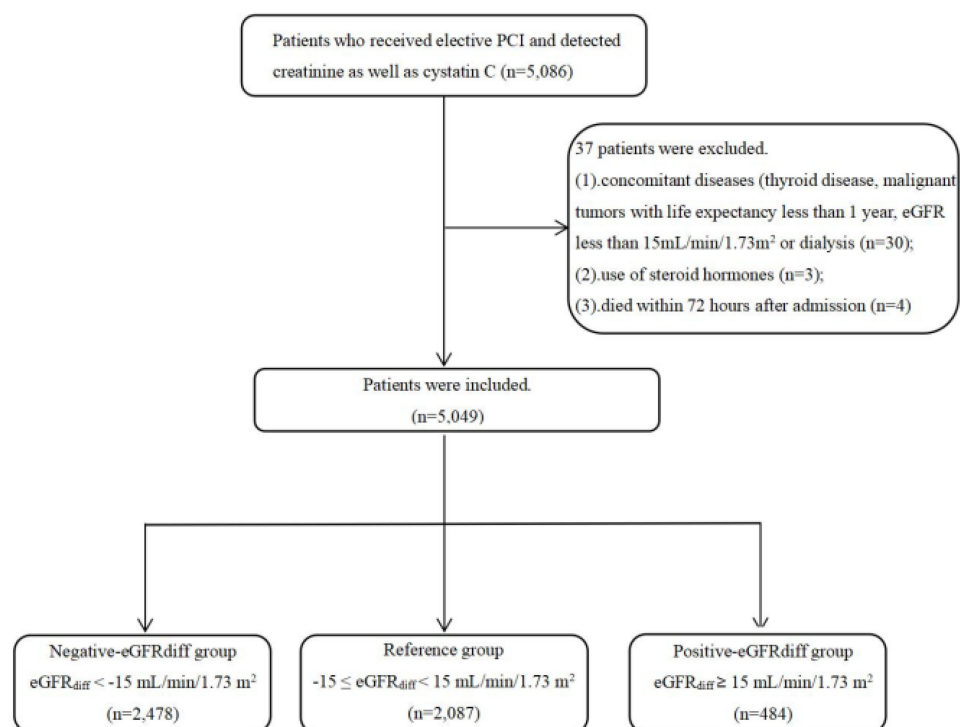 Patients who received elective PCI and detected
creatinine as well as cystatin C (n=5,086)
37 patients were excluded.
(1).concomitant diseases (thyroid disease, malignant
tumors with life expectancy less than 1 year, eGFR
less than 15mL/min/1.73m² or dialysis (n=30);
(2).use of steroid hormones (n=3);
(3).died within 72 hours after admission (n=4)
Patients were included.
(n=5,049)
Negative-eGFRdiff group
eGFRdiff < -15 mL/min/1.73 m²
(n=2,478)
Reference group
-15 ≤ eGFRdiff < 15 mL/min/1.73 m²
(n=2,087)
Positive-eGFRdiff group
eGFRdiff ≥ 15 mL/min/1.73 m²
(n=484)